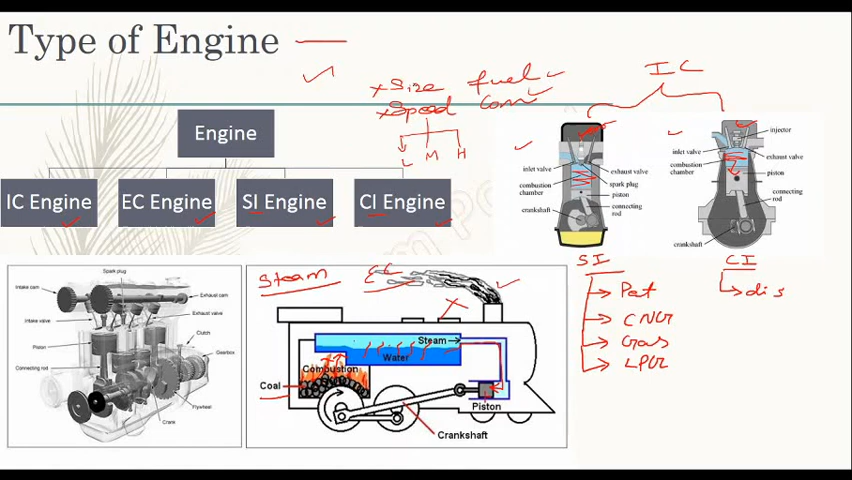 Type of Engine
IC
Size fuel
Speed Com
L M H
Engine
IC Engine EC Engine SI Engine CI Engine
inlet valve
exhaust valve
combustion
chamber
spark plug
piston
crankshaft
connecting
rod
injector
inlet valve
combustion
chamber
exhaust valve
piston
connecting
rod
crankshaft
SI
Pet
CNG
Gas
LPG
CI
dis
Spark plug
Intake cam
Exhaust cam
Intake valve
Exhaust valve
Piston
Clutch
Connecting rod
Gearbox
Flywheel
Crank
Steam EC
Steam
Water
Combustion
Coal
Piston
Crankshaft